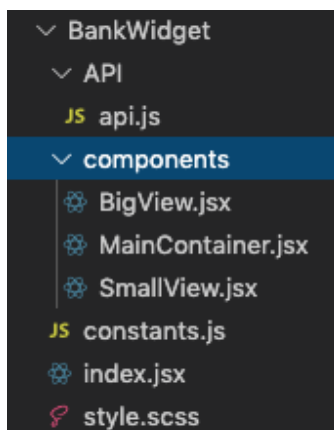 BankWidget
API
JS api.js
components
BigView.jsx
MainContainer.jsx
SmallView.jsx
JS constants.js
index.jsx
style.scss